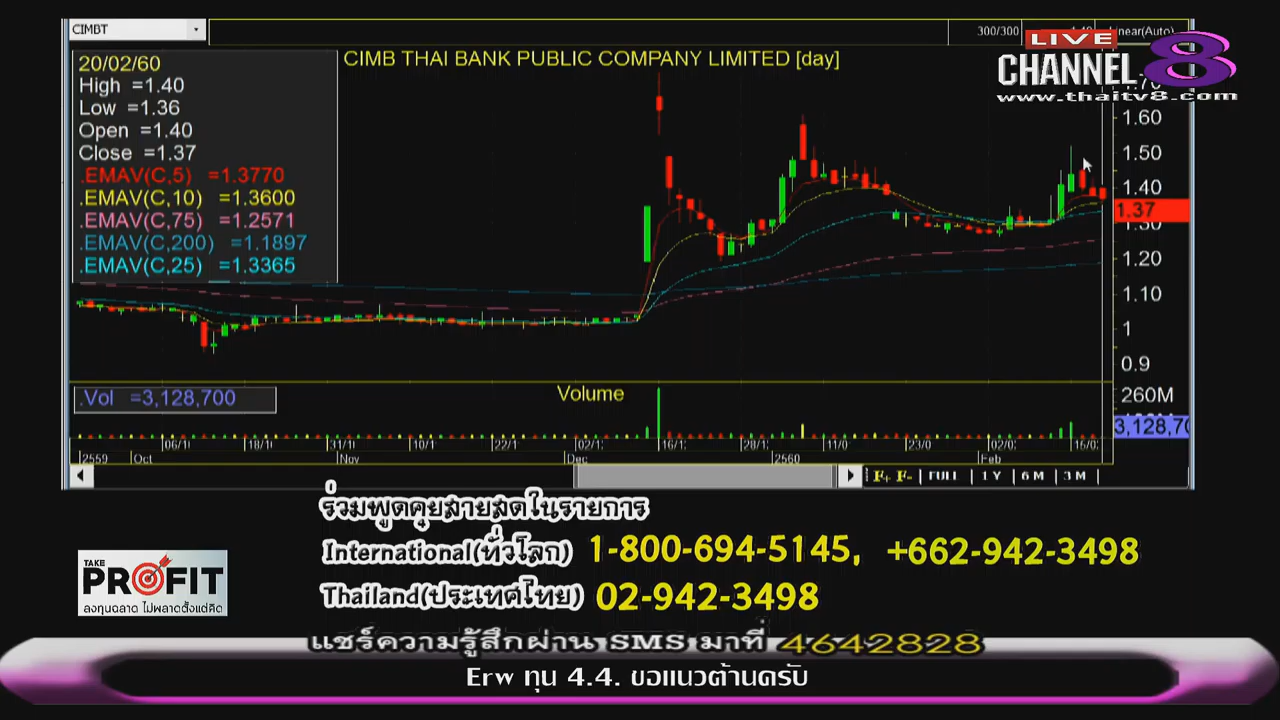 CIMBT
300/300
Linear(Auto)
LIVE
CHANNEL 8
www.thaitv8.com
CIMB THAI BANK PUBLIC COMPANY LIMITED [day]
20/02/60
High =1.40
Low =1.36
Open =1.40
Close =1.37
.EMAV(C,5) =1.3770
.EMAV(C,10) =1.3600
.EMAV(C,75) =1.2571
.EMAV(C,200) =1.1897
.EMAV(C,25) =1.3365
1.60
1.50
1.40
1.37
1.30
1.20
1.10
1
0.9
.Vol =3,128,700
Volume
260M
3,128,70
06/1 18/1 31/1 10/1 22/1 02/1 16/1 28/1 11/0 23/0 02/0 16/0
2559 Oct Nov Dec 2560 Feb
F+ F- FULL 1 Y 6 M 3 M
ร่วมพูดคุยสายสดในรายการ
International(ทั่วโลก) 1-800-694-5145, +662-942-3498
Thailand(ประเทศไทย) 02-942-3498
TAKE
PROFIT
ลงทุนฉลาด ไม่พลาดตั้งแต่คิด
แชร์ความรู้สึกผ่าน SMS มาที่ 4642828
Erw ทุน 4.4. ขอแนวต้านครับ